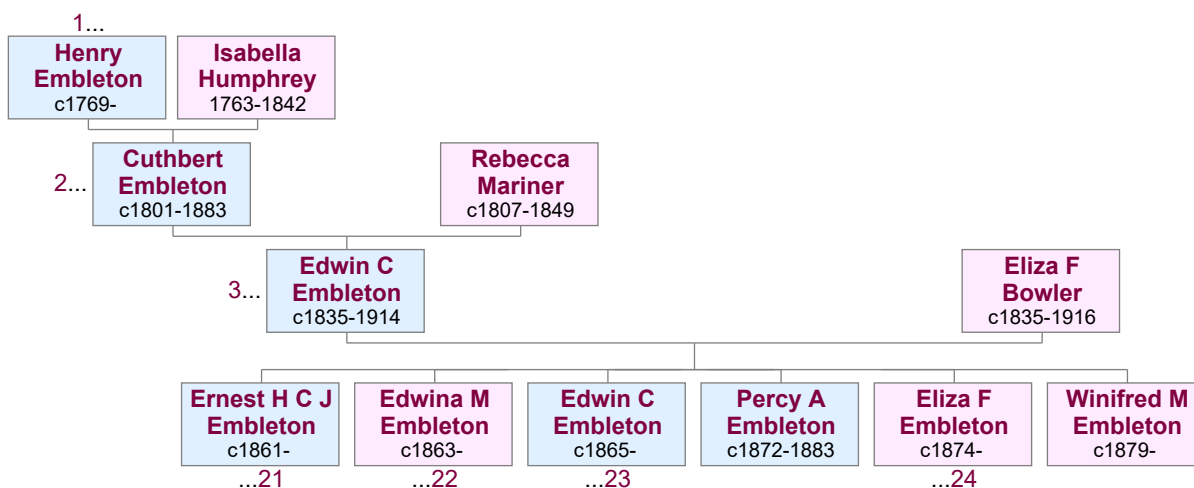 1...
Henry
Embleton
c1769-
Isabella
Humphrey
1763-1842
2...
Cuthbert
Embleton
c1801-1883
Rebecca
Mariner
c1807-1849
3...
Edwin C
Embleton
c1835-1914
Eliza F
Bowler
c1835-1916
Ernest H C J
Embleton
c1861-
...21
Edwina M
Embleton
c1863-
...22
Edwin C
Embleton
c1865-
...23
Percy A
Embleton
c1872-1883
Eliza F
Embleton
c1874-
...24
Winifred M
Embleton
c1879-